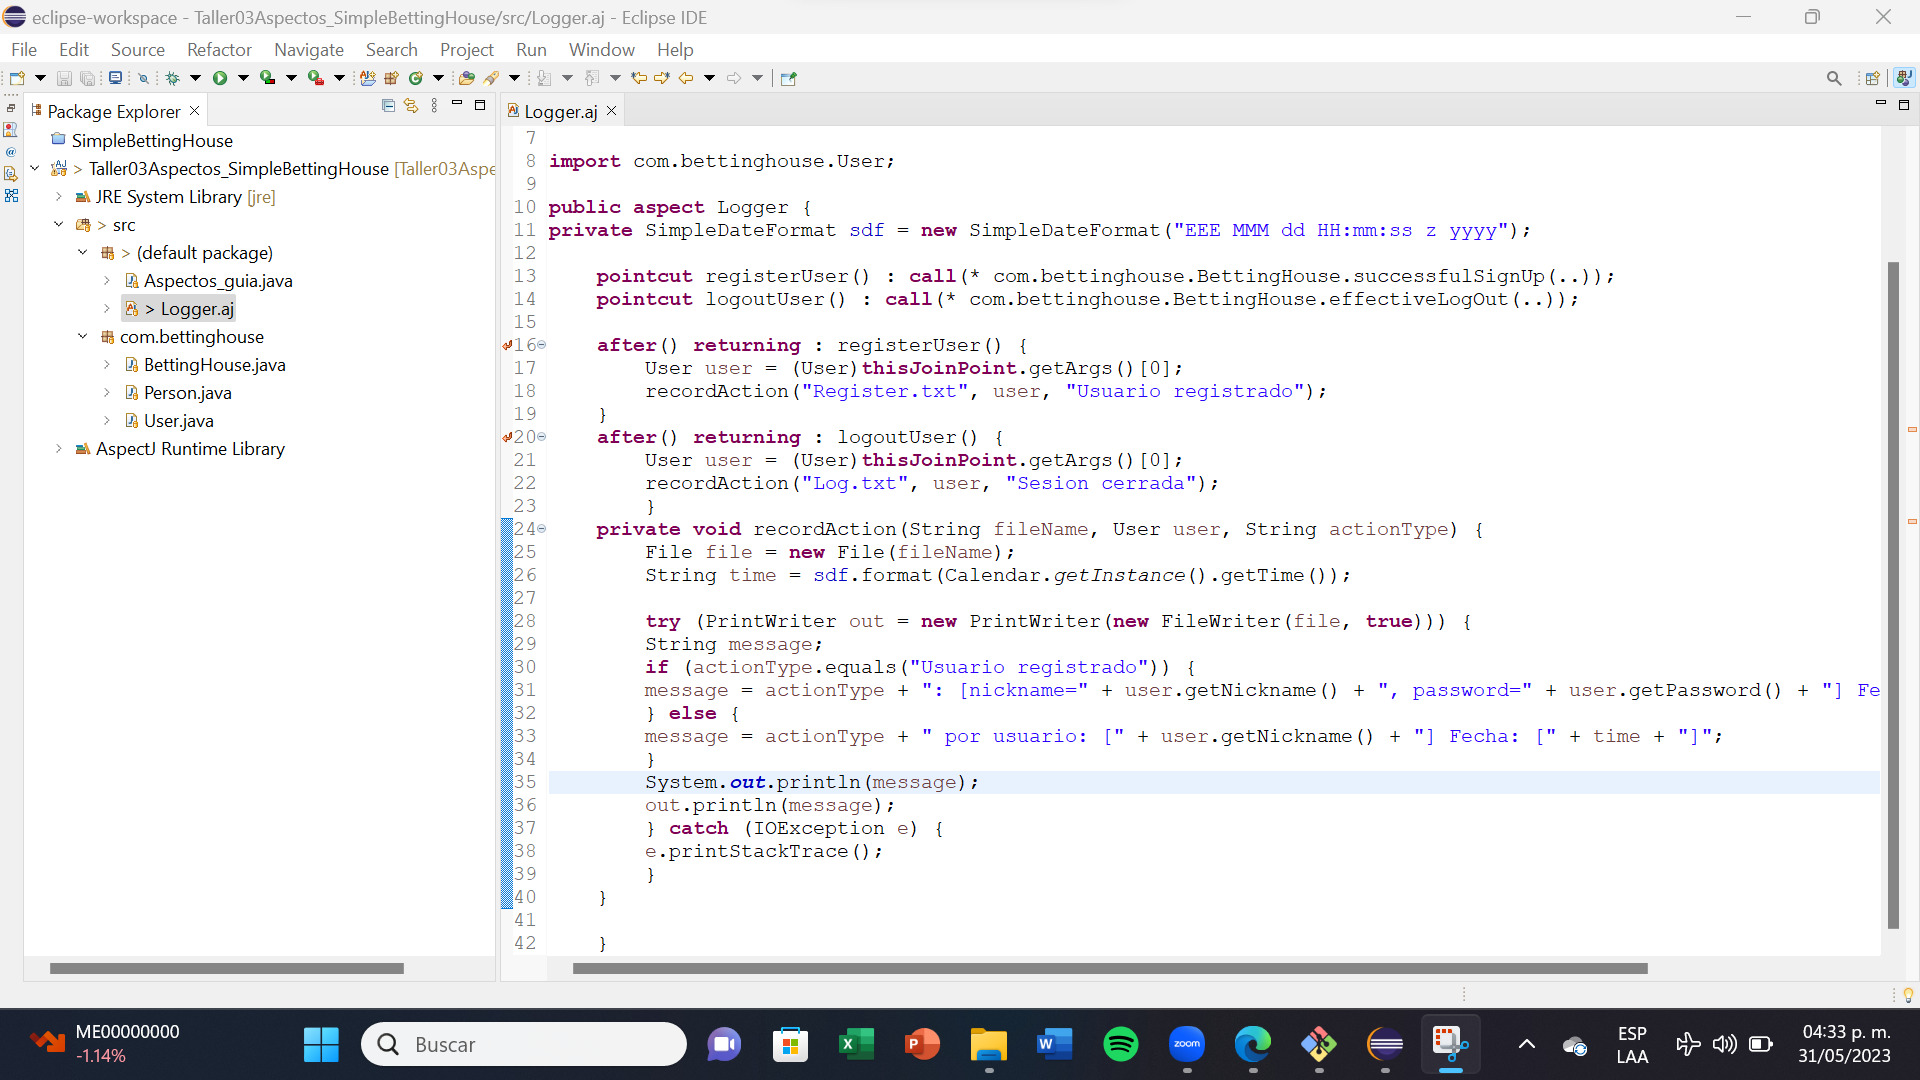 eclipse-workspace - Taller03Aspectos_SimpleBettingHouse/src/Logger.aj - Eclipse IDE
File Edit Source Refactor Navigate Search Project Run Window Help
Package Explorer
SimpleBettingHouse
> Taller03Aspectos_SimpleBettingHouse [Taller03Aspe
JRE System Library [jre]
> src
> (default package)
Aspectos_guia.java
> Logger.aj
com.bettinghouse
BettingHouse.java
Person.java
User.java
AspectJ Runtime Library
Logger.aj
7
8 import com.bettinghouse.User;
9
10 public aspect Logger {
11 private SimpleDateFormat sdf = new SimpleDateFormat("EEE MMM dd HH:mm:ss z yyyy");
12
13 pointcut registerUser() : call(* com.bettinghouse.BettingHouse.successfulSignUp(..));
14 pointcut logoutUser() : call(* com.bettinghouse.BettingHouse.effectiveLogOut(..));
15
16 after() returning : registerUser() {
17 User user = (User)thisJoinPoint.getArgs()[0];
18 recordAction("Register.txt", user, "Usuario registrado");
19 }
20 after() returning : logoutUser() {
21 User user = (User)thisJoinPoint.getArgs()[0];
22 recordAction("Log.txt", user, "Sesion cerrada");
23 }
24 private void recordAction(String fileName, User user, String actionType) {
25 File file = new File(fileName);
26 String time = sdf.format(Calendar.getInstance().getTime());
27
28 try (PrintWriter out = new PrintWriter(new FileWriter(file, true))) {
29 String message;
30 if (actionType.equals("Usuario registrado")) {
31 message = actionType + ": [nickname=" + user.getNickname() + ", password=" + user.getPassword() + "] Fe
32 } else {
33 message = actionType + " por usuario: [" + user.getNickname() + "] Fecha: [" + time + "]";
34 }
35 System.out.println(message);
36 out.println(message);
37 } catch (IOException e) {
38 e.printStackTrace();
39 }
40 }
41
42 }
ME00000000
-1.14%
Buscar
zoom
ESP
LAA
04:33 p. m.
31/05/2023